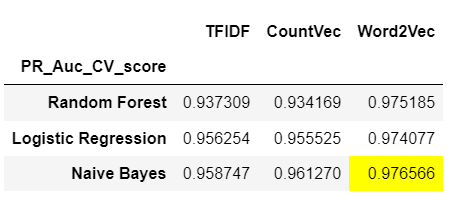 TFIDF CountVec Word2Vec
PR_Auc_CV_score
Random Forest 0.937309 0.934169 0.975185
Logistic Regression 0.956254 0.955525 0.974077
Naive Bayes 0.958747 0.961270 0.976566